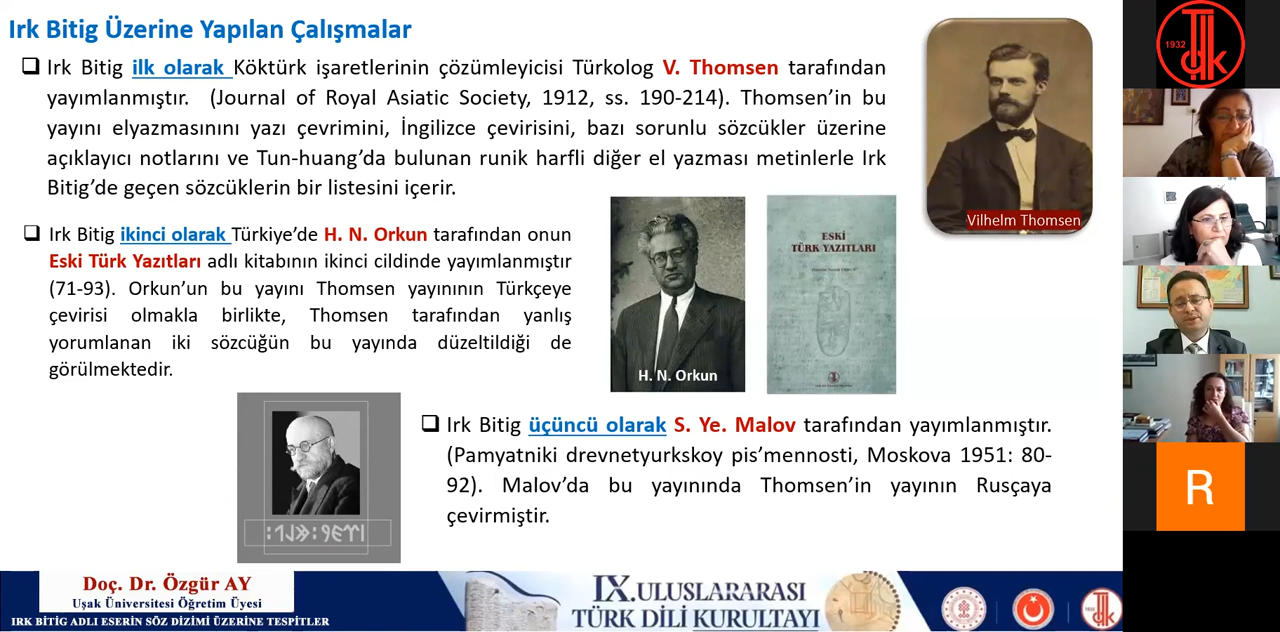 Irk Bitig Üzerine Yapılan Çalışmalar
Irk Bitig ilk olarak Köktürk işaretlerinin çözümleyicisi Türkolog V. Thomsen tarafından
yayımlanmıştır. (Journal of Royal Asiatic Society, 1912, ss. 190-214). Thomsen’in bu
yayını elyazmasınını yazı çevrimini, İngilizce çevirisini, bazı sorunlu sözcükler üzerine
açıklayıcı notlarını ve Tun-huang’da bulunan runik harfli diğer el yazması metinlerle Irk
Bitig’de geçen sözcüklerin bir listesini içerir.
Vilhelm Thomsen
Irk Bitig ikinci olarak Türkiye’de H. N. Orkun tarafından onun
Eski Türk Yazıtları adlı kitabının ikinci cildinde yayımlanmıştır
(71-93). Orkun’un bu yayını Thomsen yayınının Türkçeye
çevirisi olmakla birlikte, Thomsen tarafından yanlış
yorumlanan iki sözcüğün bu yayında düzeltildiği de
görülmektedir.
H. N. Orkun
ESKİ
TÜRK YAZITLARI
Irk Bitig üçüncü olarak S. Ye. Malov tarafından yayımlanmıştır.
(Pamyatniki drevnetyurkskoy pis’mennosti, Moskova 1951: 80-
92). Malov’da bu yayınında Thomsen’in yayının Rusçaya
çevirmiştir.
Doç. Dr. Özgür AY
Uşak Üniversitesi Öğretim Üyesi
IRK BİTİG ADLI ESERİN SÖZ DİZİMİ ÜZERİNE TESPİTLER
IX.ULUSLARARASI
TÜRK DİLİ KURULTAYI
1932
R